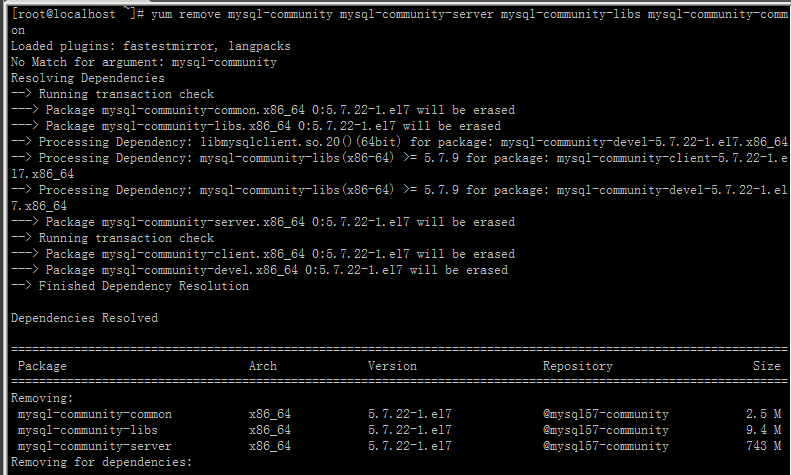 [root@localhost ~]# yum remove mysql-community mysql-community-server mysql-community-libs mysql-community-comm
on
Loaded plugins: fastestmirror, langpacks
No Match for argument: mysql-community
Resolving Dependencies
--> Running transaction check
---> Package mysql-community-common.x86_64 0:5.7.22-1.el7 will be erased
---> Package mysql-community-libs.x86_64 0:5.7.22-1.el7 will be erased
--> Processing Dependency: libmysqlclient.so.20()(64bit) for package: mysql-community-devel-5.7.22-1.el7.x86_64
--> Processing Dependency: mysql-community-libs(x86-64) >= 5.7.9 for package: mysql-community-client-5.7.22-1.e
l7.x86_64
--> Processing Dependency: mysql-community-libs(x86-64) >= 5.7.9 for package: mysql-community-devel-5.7.22-1.el
7.x86_64
---> Package mysql-community-server.x86_64 0:5.7.22-1.el7 will be erased
--> Running transaction check
---> Package mysql-community-client.x86_64 0:5.7.22-1.el7 will be erased
---> Package mysql-community-devel.x86_64 0:5.7.22-1.el7 will be erased
--> Finished Dependency Resolution
Dependencies Resolved
================================================================================================================
Package Arch Version Repository Size
================================================================================================================
Removing:
mysql-community-common x86_64 5.7.22-1.el7 @mysql57-community 2.5 M
mysql-community-libs x86_64 5.7.22-1.el7 @mysql57-community 9.4 M
mysql-community-server x86_64 5.7.22-1.el7 @mysql57-community 743 M
Removing for dependencies: